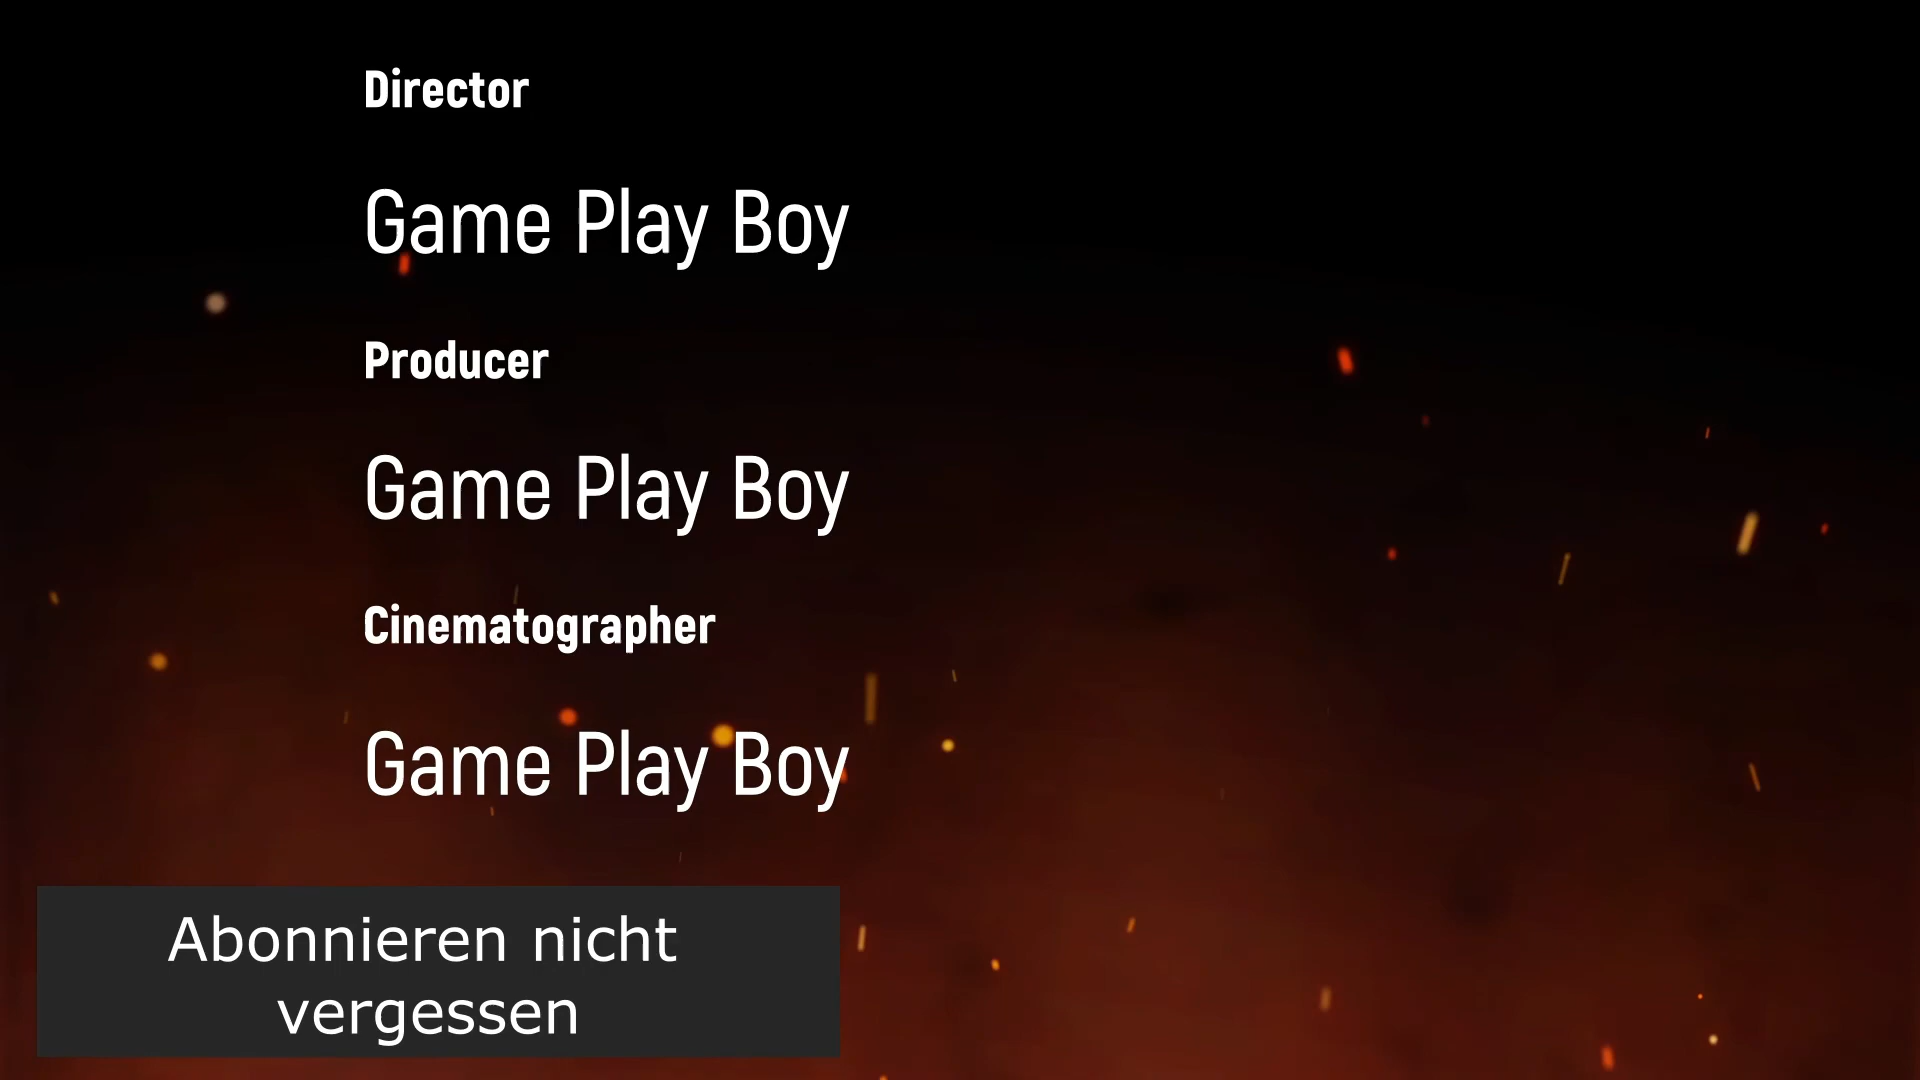 Director
Game Play Boy
Producer
Game Play Boy
Cinematographer
Game Play Boy
Abonnieren nicht
vergessen